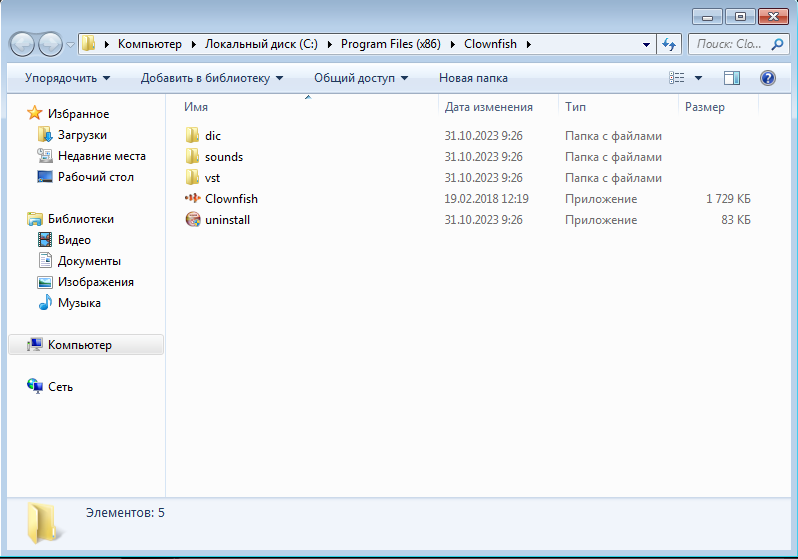 Компьютер Локальный диск (C:) Program Files (x86) Clownfish Поиск: Clo...
Упорядочить Добавить в библиотеку Общий доступ Новая папка
Имя Дата изменения Тип Размер
Избранное
Загрузки
Недавние места
Рабочий стол
Библиотеки
Видео
Документы
Изображения
Музыка
Компьютер
Сеть
dic 31.10.2023 9:26 Папка с файлами
sounds 31.10.2023 9:26 Папка с файлами
vst 31.10.2023 9:26 Папка с файлами
Clownfish 19.02.2018 12:19 Приложение 1 729 КБ
uninstall 31.10.2023 9:26 Приложение 83 КБ
Элементов: 5